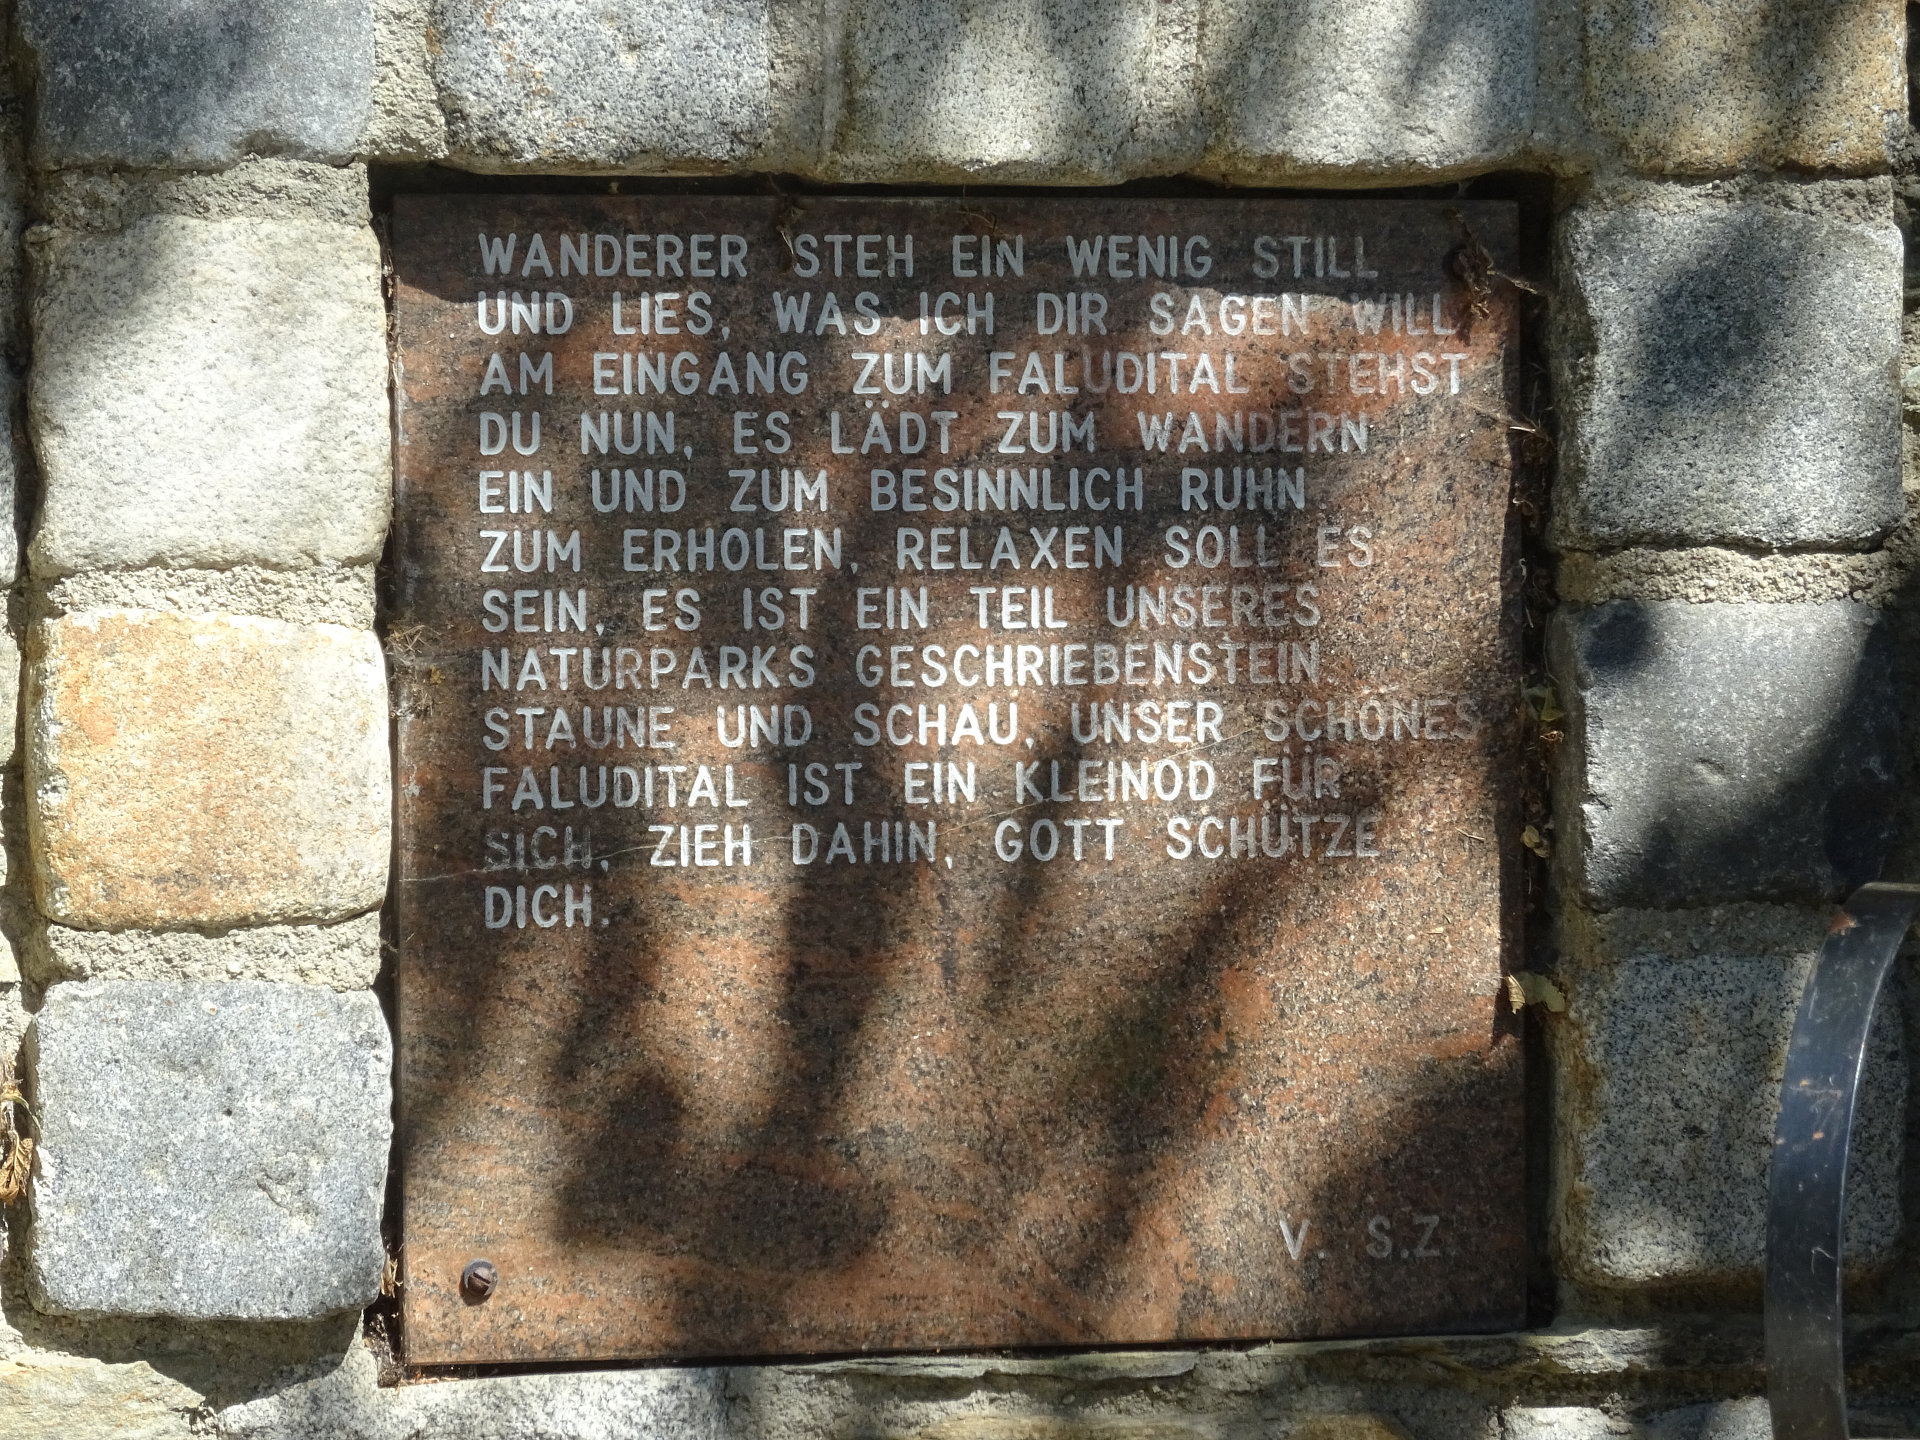 WANDERER STEH EIN WENIG STILL
UND LIES, WAS ICH DIR SAGEN WILL
AM EINGANG ZUM FALUDITAL STEHST
DU NUN, ES LÄDT ZUM WANDERN
EIN UND ZUM BESINNLICH RUHN.
ZUM ERHOLEN, RELAXEN SOLL ES
SEIN, ES IST EIN TEIL UNSERES
NATURPARKS GESCHRIEBENSTEIN.
STAUNE UND SCHAU, UNSER SCHÖNES
FALUDITAL IST EIN KLEINOD FÜR
SICH, ZIEH DAHIN, GOTT SCHÜTZE
DICH.
V. S.Z.